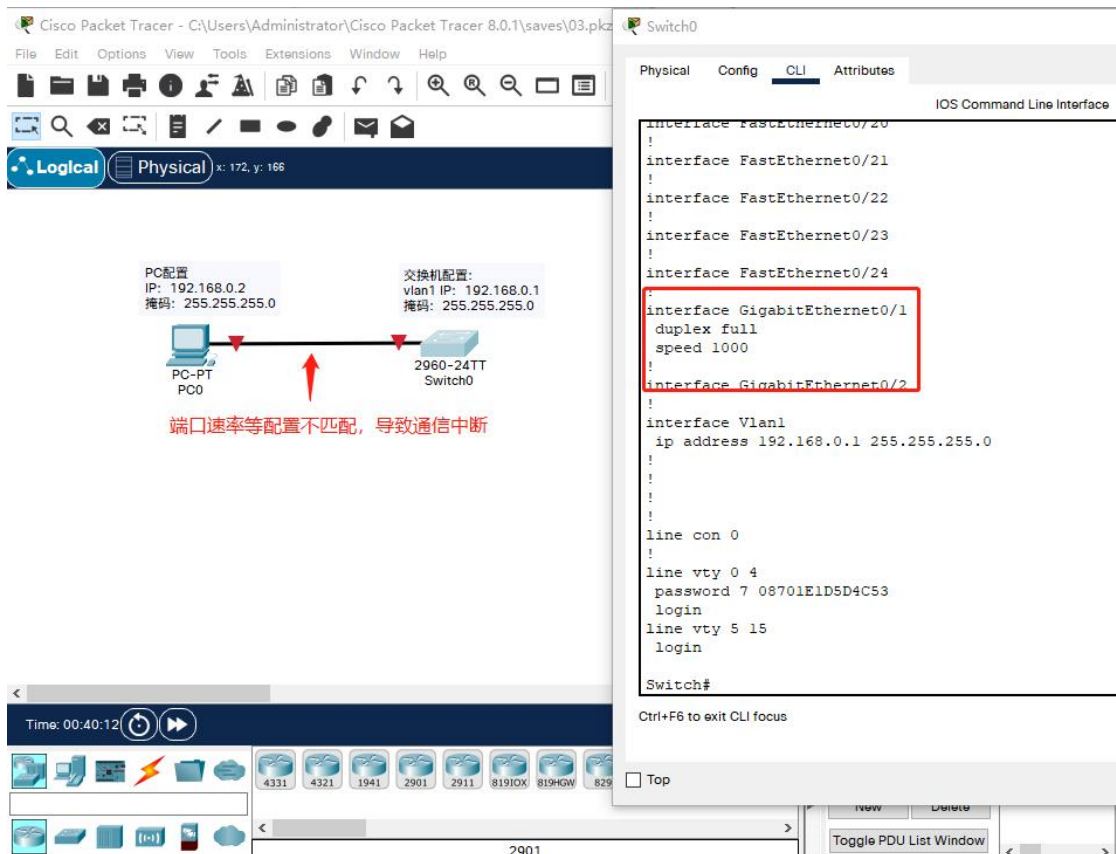 Cisco Packet Tracer - C:\Users\Administrator\Cisco Packet Tracer 8.0.1\saves\03.pkz
File Edit Options View Tools Extensions Window Help
Logical
Physical
x: 172, y: 166
PC配置
IP: 192.168.0.2
掩码: 255.255.255.0
交换机配置:
vlan1 IP: 192.168.0.1
掩码: 255.255.255.0
PC-PT
PC0
2960-24TT
Switch0
端口速率等配置不匹配，导致通信中断
Time: 00:40:12
4331 4321 1941 2901 2911 819IOX 819HGW 829
2901
Switch0
Physical Config CLI Attributes
IOS Command Line Interface
interface FastEthernet0/20
!
interface FastEthernet0/21
!
interface FastEthernet0/22
!
interface FastEthernet0/23
!
interface FastEthernet0/24
!
interface GigabitEthernet0/1
duplex full
speed 1000
!
interface GigabitEthernet0/2
!
interface Vlan1
ip address 192.168.0.1 255.255.255.0
!
!
!
!
line con 0
!
line vty 0 4
password 7 08701E1D5D4C53
login
line vty 5 15
login
Switch#
Ctrl+F6 to exit CLI focus
Top
New Delete
Toggle PDU List Window